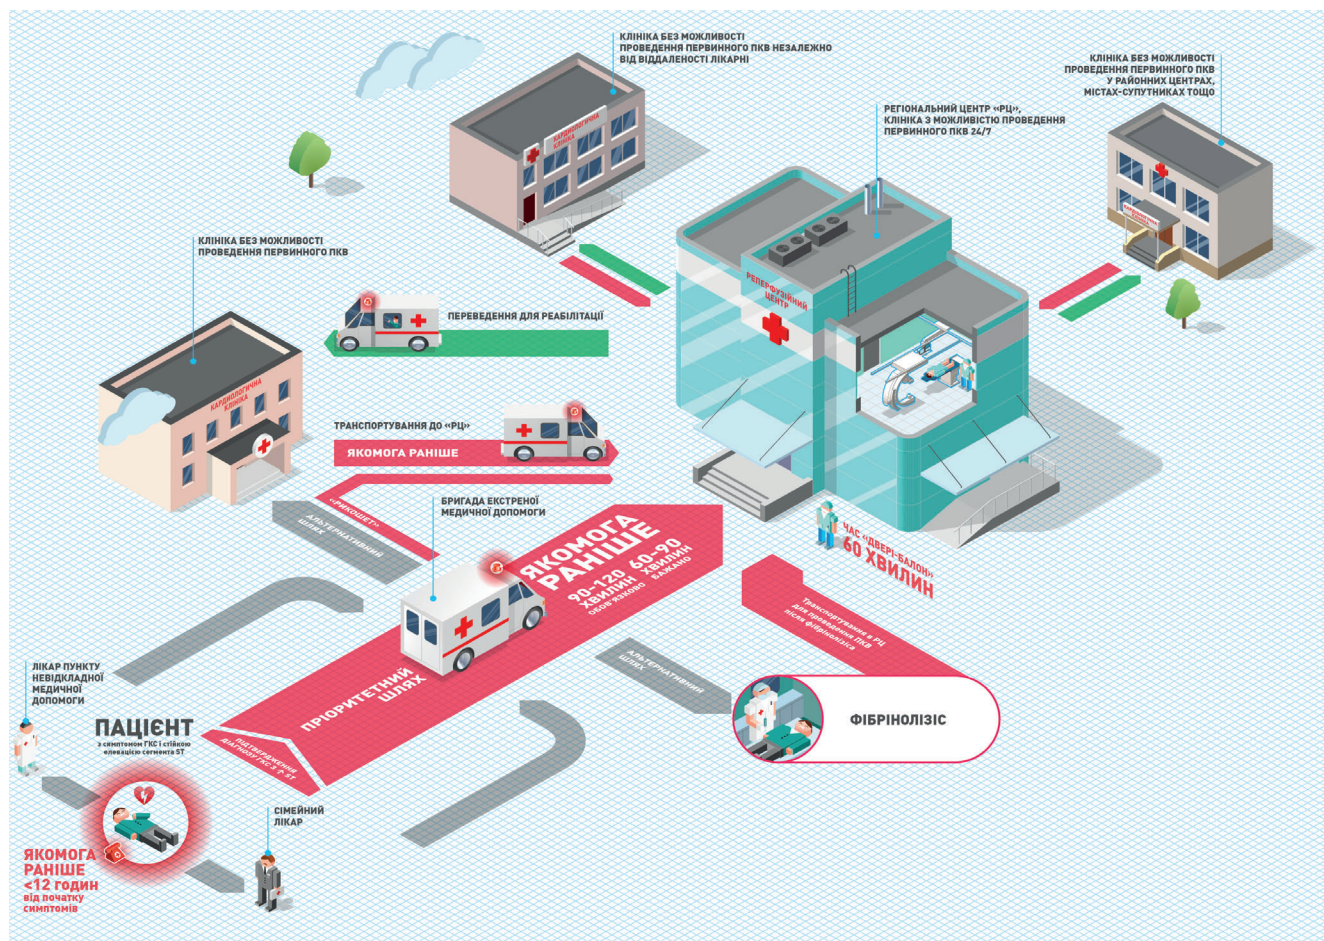 КЛІНІКА БЕЗ МОЖЛИВОСТІ
ПРОВЕДЕННЯ ПЕРВИННОГО ПКВ НЕЗАЛЕЖНО
ВІД ВІДДАЛЕНОСТІ ЛІКАРНІ
КЛІНІКА БЕЗ МОЖЛИВОСТІ
ПРОВЕДЕННЯ ПЕРВИННОГО ПКВ
У РАЙОННИХ ЦЕНТРАХ,
МІСТАХ-СУПУТНИКАХ ТОЩО
РЕГІОНАЛЬНИЙ ЦЕНТР «РЦ»,
КЛІНІКА З МОЖЛИВІСТЮ ПРОВЕДЕННЯ
ПЕРВИННОГО ПКВ 24/7
КАРДИОЛОГИЧНА
КЛІНІКА
КЛІНІКА БЕЗ МОЖЛИВОСТІ
ПРОВЕДЕННЯ ПЕРВИННОГО ПКВ
РЕПЕРФУЗІЙНИЙ
ЦЕНТР
ПЕРЕВЕДЕННЯ ДЛЯ РЕАБІЛІТАЦІЇ
КАРДИОЛОГИЧНА
КЛІНІКА
ТРАНСПОРТУВАННЯ ДО «РЦ»
ЯКОМОГА РАНІШЕ
«РИКОШЕТ»
АЛЬТЕРНАТИВНИЙ
ШЛЯХ
БРИГАДА ЕКСТРЕНОЇ
МЕДИЧНОЇ ДОПОМОГИ
ЯКОМОГА
РАНІШЕ
90-120
ХВИЛИН
ОБОВ'ЯЗКОВО
60-90
ХВИЛИН
БАЖАНО
ЧАС «ДВЕРІ-БАЛОН»
60 ХВИЛИН
Транспортування в РЦ
для проведення ПКВ
після фібрінолізіса
АЛЬТЕРНАТИВНИЙ
ШЛЯХ
ФІБРІНОЛІЗІС
ПРІОРИТЕТНИЙ
ШЛЯХ
ПІДТВЕРДЖЕННЯ
ДІАГНОЗУ ГКС З ↑ ST
ЛІКАР ПУНКТУ
НЕВІДКЛАДНОЇ
МЕДИЧНОЇ
ДОПОМОГИ
ПАЦІЄНТ
з симптомом ГКС і стійкою
елевацією сегмента ST
СІМЕЙНИЙ
ЛІКАР
ЯКОМОГА
РАНІШЕ
<12 годин
від початку
симптомів